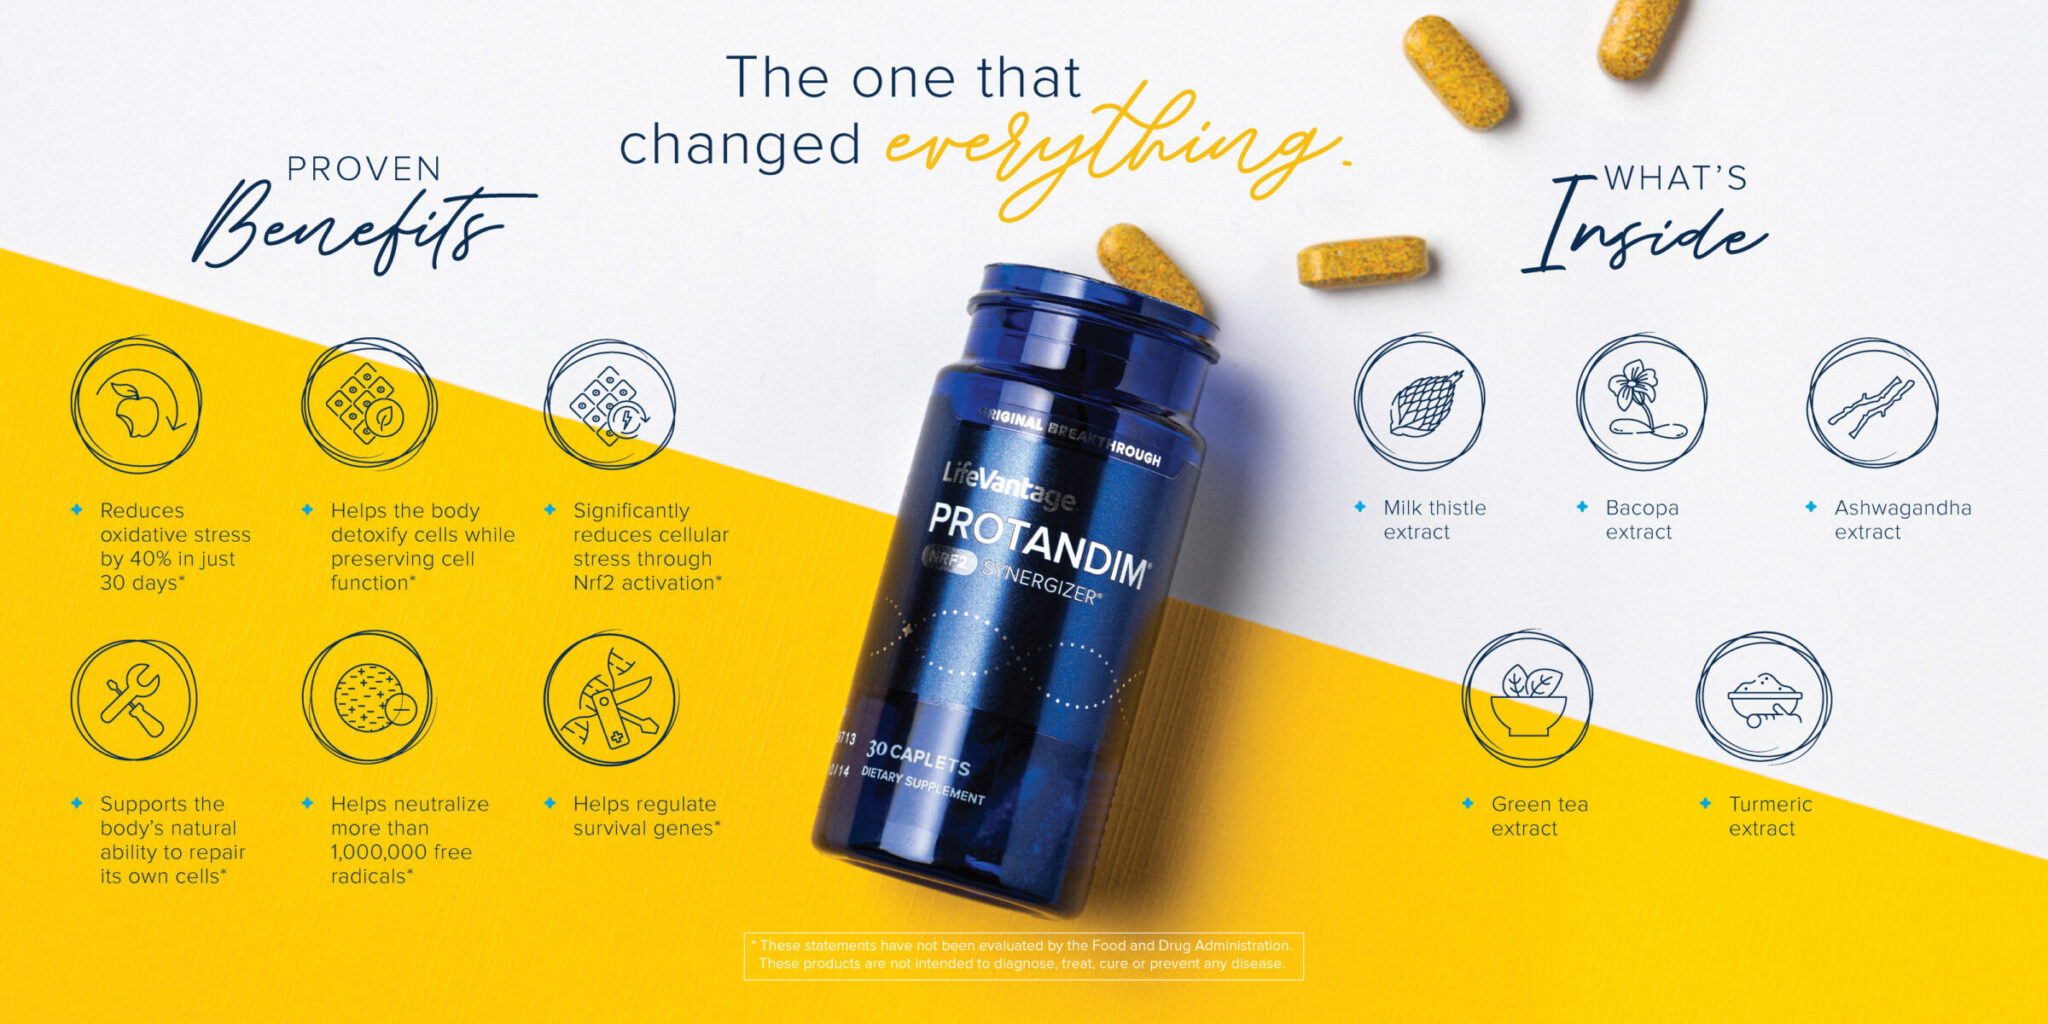 The one that
changed everything.
PROVEN
Benefits
Reduces
oxidative stress
by 40% in just
30 days*
Helps the body
detoxify cells while
preserving cell
function*
Significantly
reduces cellular
stress through
Nrf2 activation*
Supports the
body's natural
ability to repair
its own cells*
Helps neutralize
more than
1,000,000 free
radicals*
Helps regulate
survival genes*
ORIGINAL BREAKTHROUGH
LifeVantage
PROTANDIM®
NRF2 SYNERGIZER®
30 CAPLETS
DIETARY SUPPLEMENT
WHAT'S
Inside
Milk thistle
extract
Bacopa
extract
Ashwagandha
extract
Green tea
extract
Turmeric
extract
* These statements have not been evaluated by the Food and Drug Administration.
These products are not intended to diagnose, treat, cure or prevent any disease.